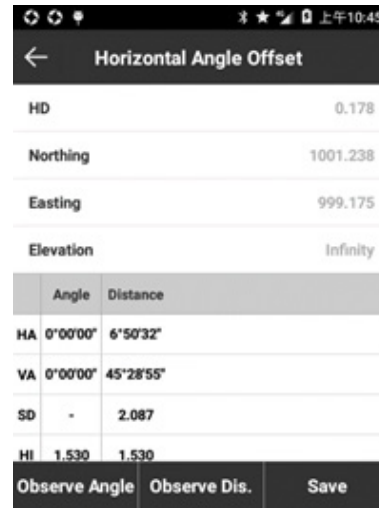 上午10:45
Horizontal Angle Offset
HD 0.178
Northing 1001.238
Easting 999.175
Elevation Infinity
Angle Distance
HA 0°00'00" 6°50'32"
VA 0°00'00" 45°28'55"
SD - 2.087
HI 1.530 1.530
Observe Angle Observe Dis. Save